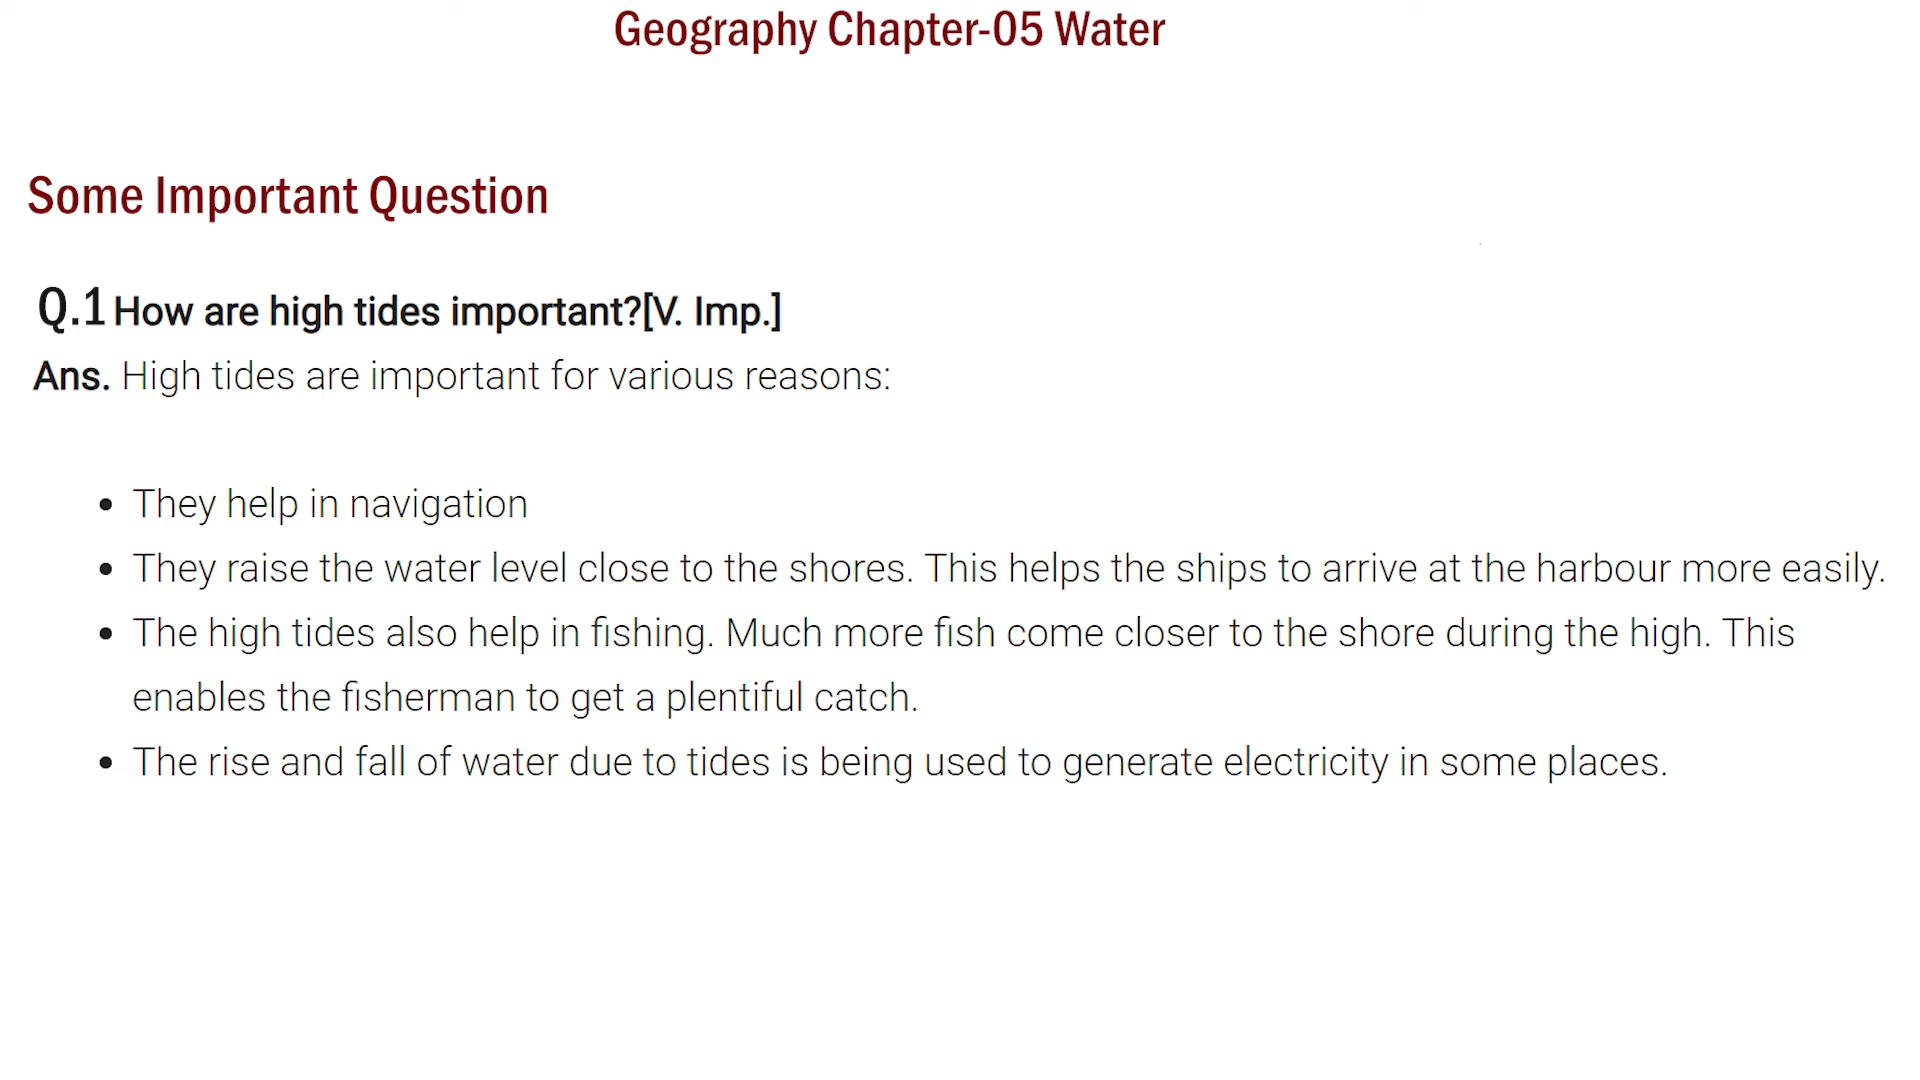 Geography Chapter-05 Water
Some Important Question
Q.1 How are high tides important?[V. Imp.]
Ans. High tides are important for various reasons:
• They help in navigation
• They raise the water level close to the shores. This helps the ships to arrive at the harbour more easily.
• The high tides also help in fishing. Much more fish come closer to the shore during the high. This
enables the fisherman to get a plentiful catch.
• The rise and fall of water due to tides is being used to generate electricity in some places.